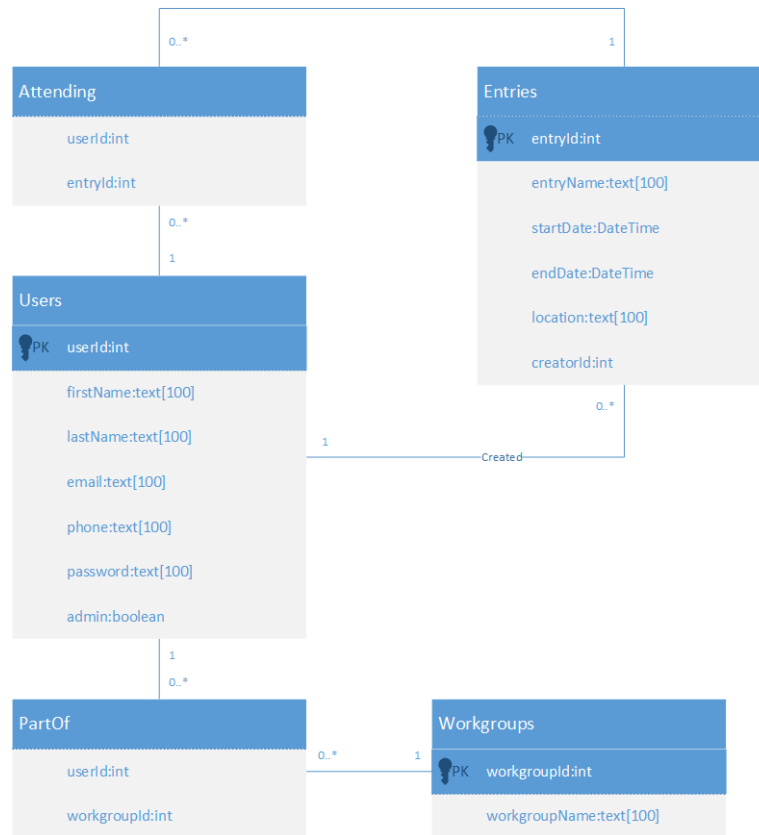 0..*
1
Attending
userId:int
entryId:int
Entries
PK entryId:int
entryName:text[100]
startDate:DateTime
endDate:DateTime
location:text[100]
creatorId:int
0..*
1
Users
PK userId:int
firstName:text[100]
lastName:text[100]
email:text[100]
phone:text[100]
password:text[100]
admin:boolean
0..*
1
Created
1
0..*
PartOf
userId:int
workgroupId:int
0..*
1
Workgroups
PK workgroupId:int
workgroupName:text[100]